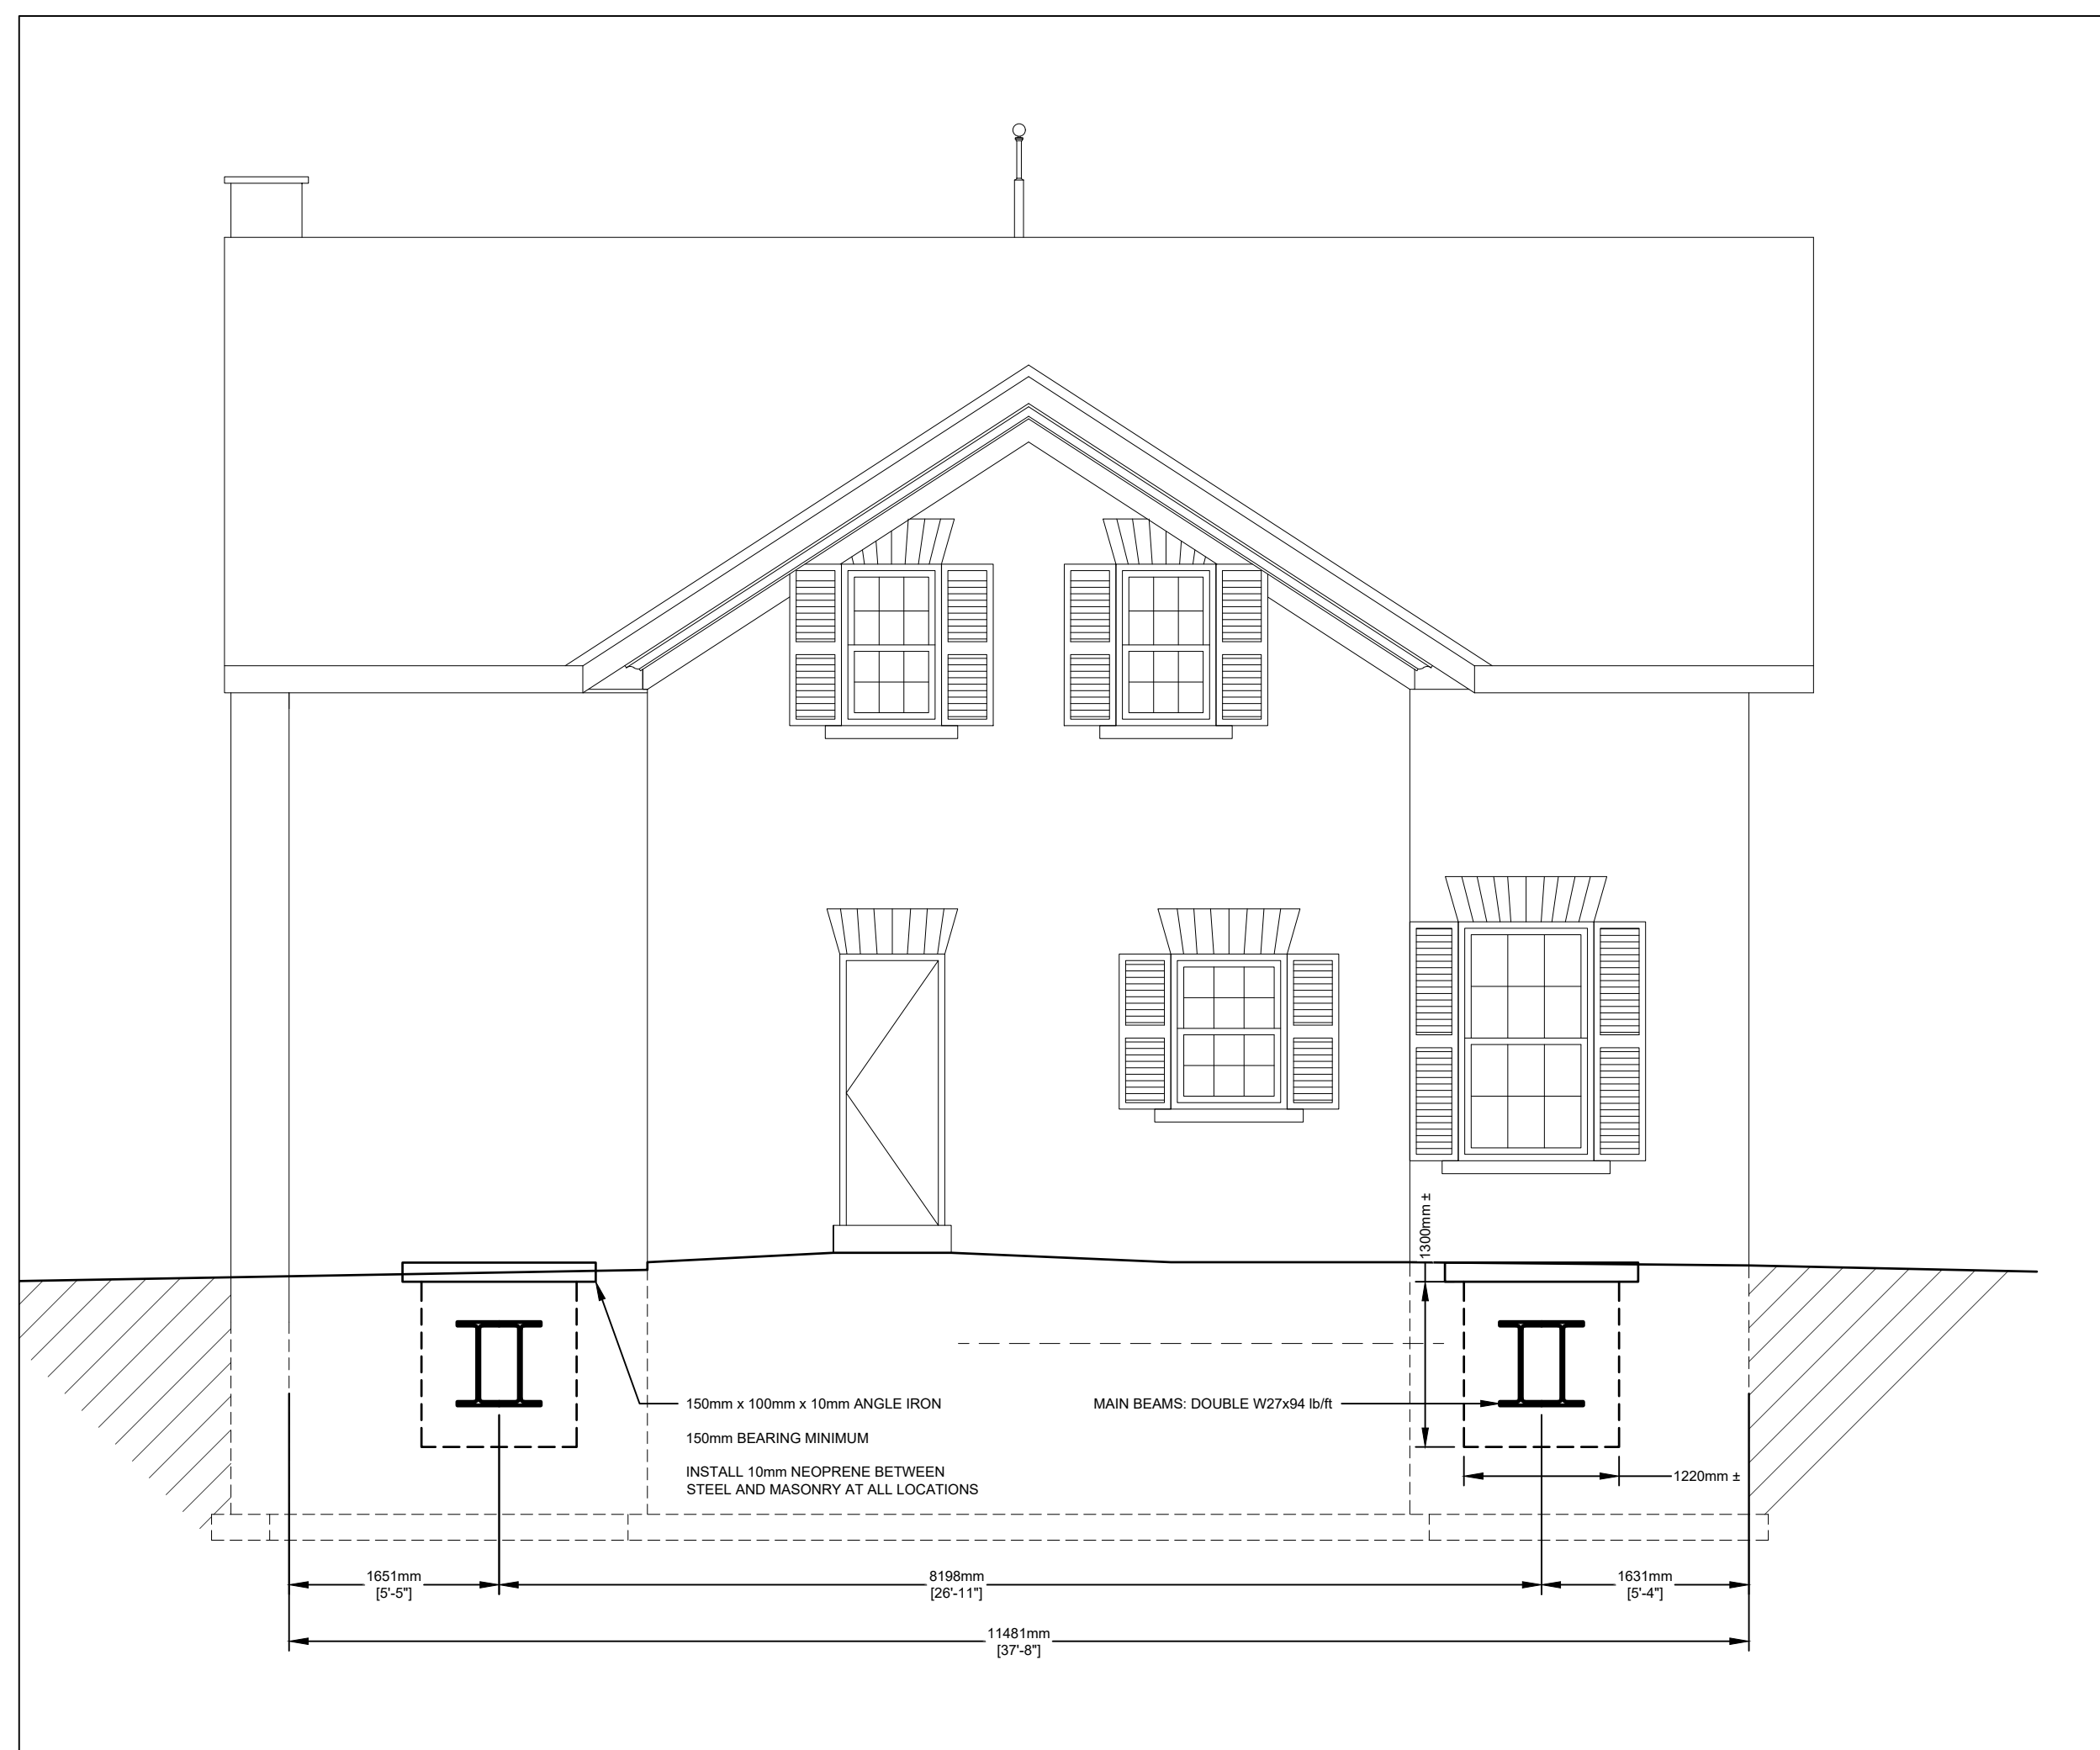 1300mm ±
150mm x 100mm x 10mm ANGLE IRON
150mm BEARING MINIMUM
INSTALL 10mm NEOPRENE BETWEEN
STEEL AND MASONRY AT ALL LOCATIONS
MAIN BEAMS: DOUBLE W27x94 lb/ft
1220mm ±
1651mm
[5'-5"]
8198mm
[26'-11"]
1631mm
[5'-4"]
11481mm
[37'-8"]